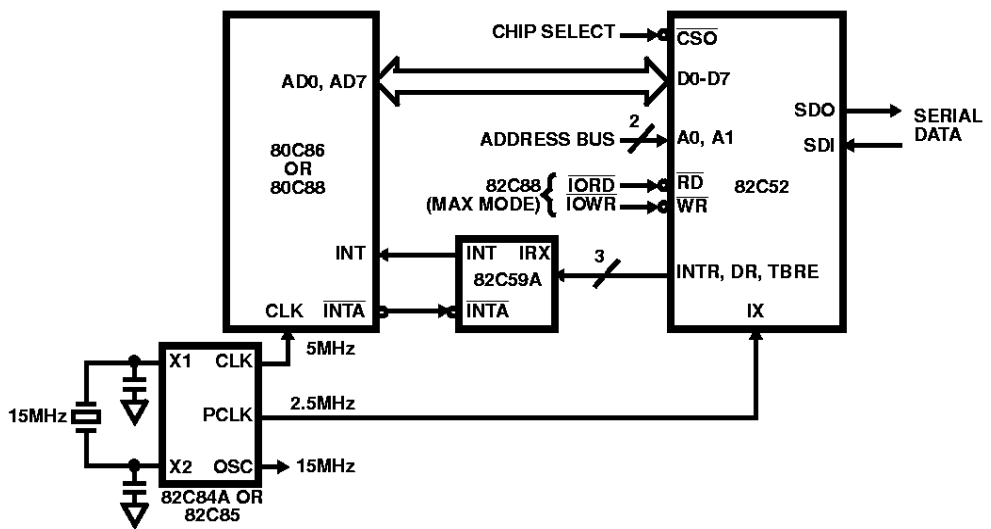 CHIP SELECT
CSO
AD0, AD7
D0-D7
SDO
SERIAL
DATA
SDI
2
ADDRESS BUS
A0, A1
80C86
OR
80C88
82C88
(MAX MODE)
IORD
IOWR
RD
WR
82C52
INT
INT
IRX
82C59A
3
INTR, DR, TBRE
CLK
INTA
INTA
IX
5MHz
X1
CLK
15MHz
PCLK
2.5MHz
X2
OSC
15MHz
82C84A OR
82C85